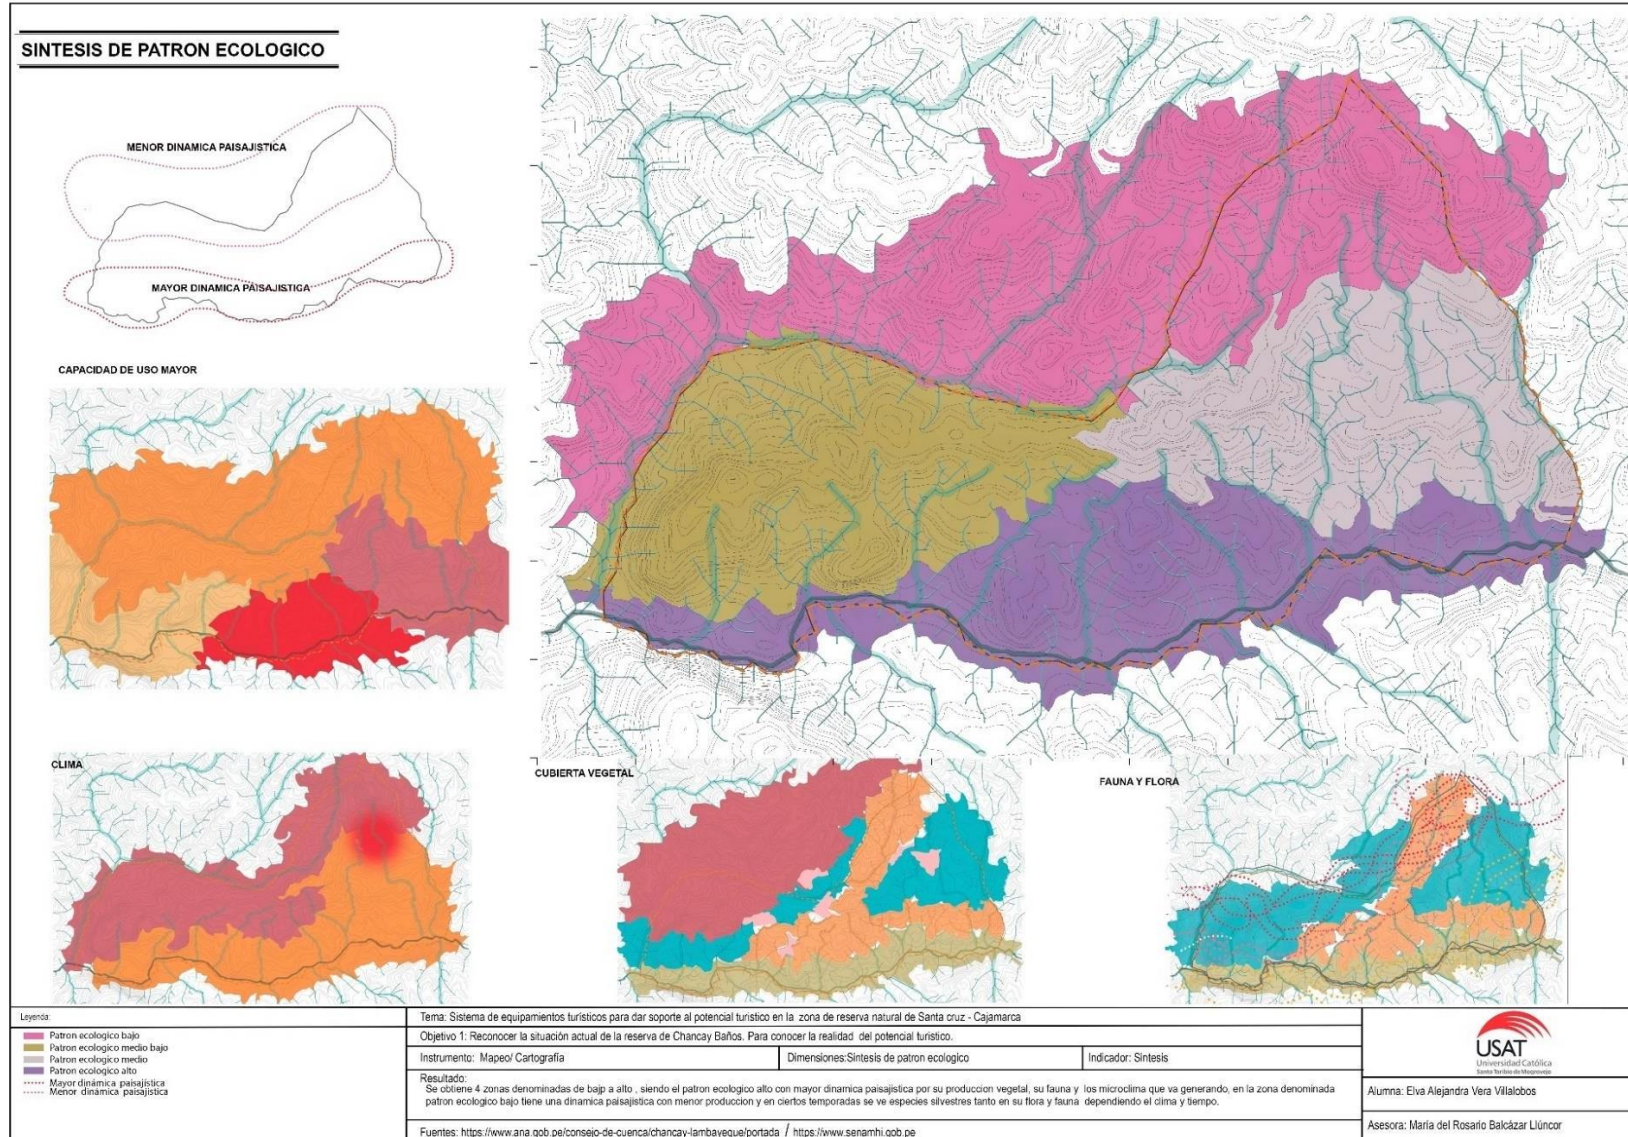 SINTESIS DE PATRON ECOLOGICO
MENOR DINAMICA PAISAJISTICA
MAYOR DINAMICA PAISAJISTICA
CAPACIDAD DE USO MAYOR
CLIMA
CUBIERTA VEGETAL
FAUNA Y FLORA
Leyenda:
Patron ecologico bajo
Patron ecologico medio bajo
Patron ecologico medio
Patron ecologico alto
Mayor dinámica paisajística
Menor dinámica paisajística
Tema: Sistema de equipamientos turísticos para dar soporte al potencial turistico en la zona de reserva natural de Santa cruz - Cajamarca
Objetivo 1: Reconocer la situación actual de la reserva de Chancay Baños. Para conocer la realidad del potencial turistico.
Instrumento: Mapeo/ Cartografía
Dimensiones:Sintesis de patron ecologico
Indicador: Sintesis
Resultado:
Se obtiene 4 zonas denominadas de bajp a alto , siendo el patron ecologico alto con mayor dinamica paisajistica por su produccion vegetal, su fauna y los microclima que va generando, en la zona denominada
patron ecologico bajo tiene una dinamica paisajistica con menor produccion y en ciertos temporadas se ve especies silvestres tanto en su flora y fauna dependiendo el clima y tiempo.
Fuentes: https://www.ana.gob.pe/consejo-de-cuenca/chancay-lambayeque/portada / https://www.senamhi.gob.pe
USAT
Universidad Católica
Santo Toribio de Mogrovejo
Alumna: Elva Alejandra Vera Villalobos
Asesora: María del Rosario Balcázar Llúncor